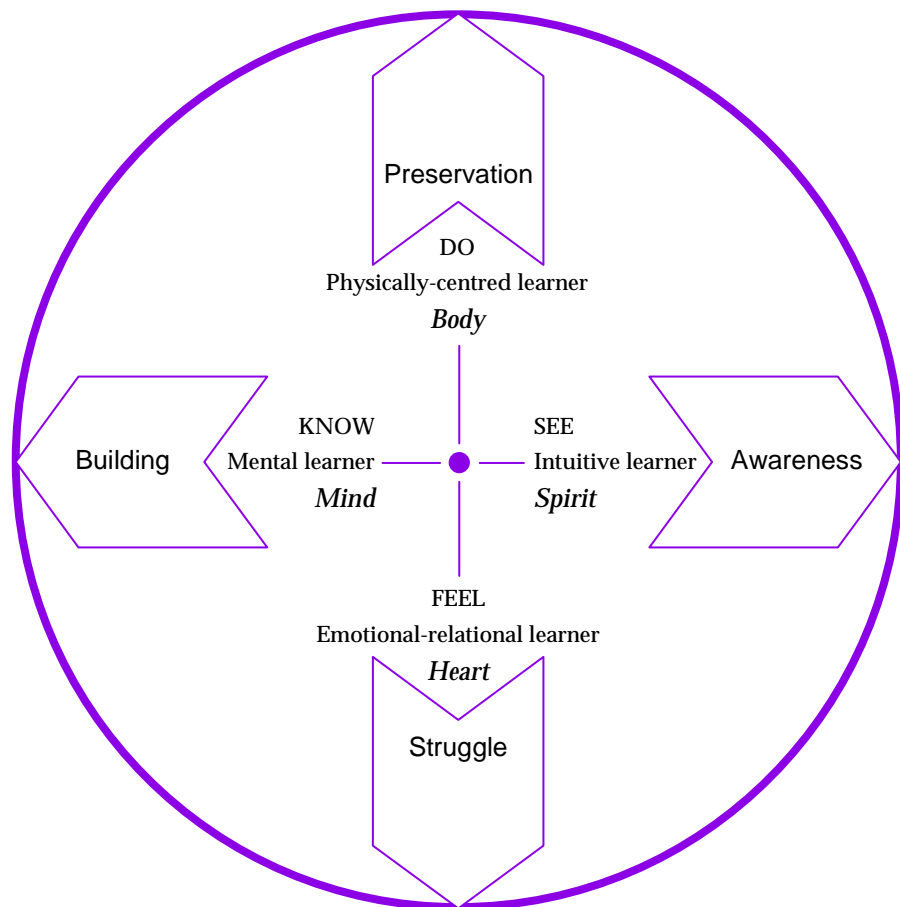 Preservation
DO
Physically-centred learner
Body
Building
KNOW
Mental learner
Mind
SEE
Intuitive learner
Spirit
Awareness
FEEL
Emotional-relational learner
Heart
Struggle